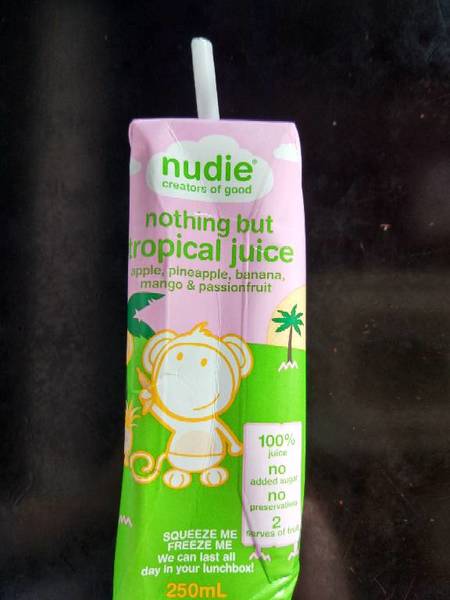 nudie®
creators of good
nothing but
tropical juice
apple, pineapple, banana,
mango & passionfruit
100%
juice
no
added sugar
no
preservatives
2
serves of fruit
SQUEEZE ME
FREEZE ME
We can last all
day in your lunchbox!
250mL